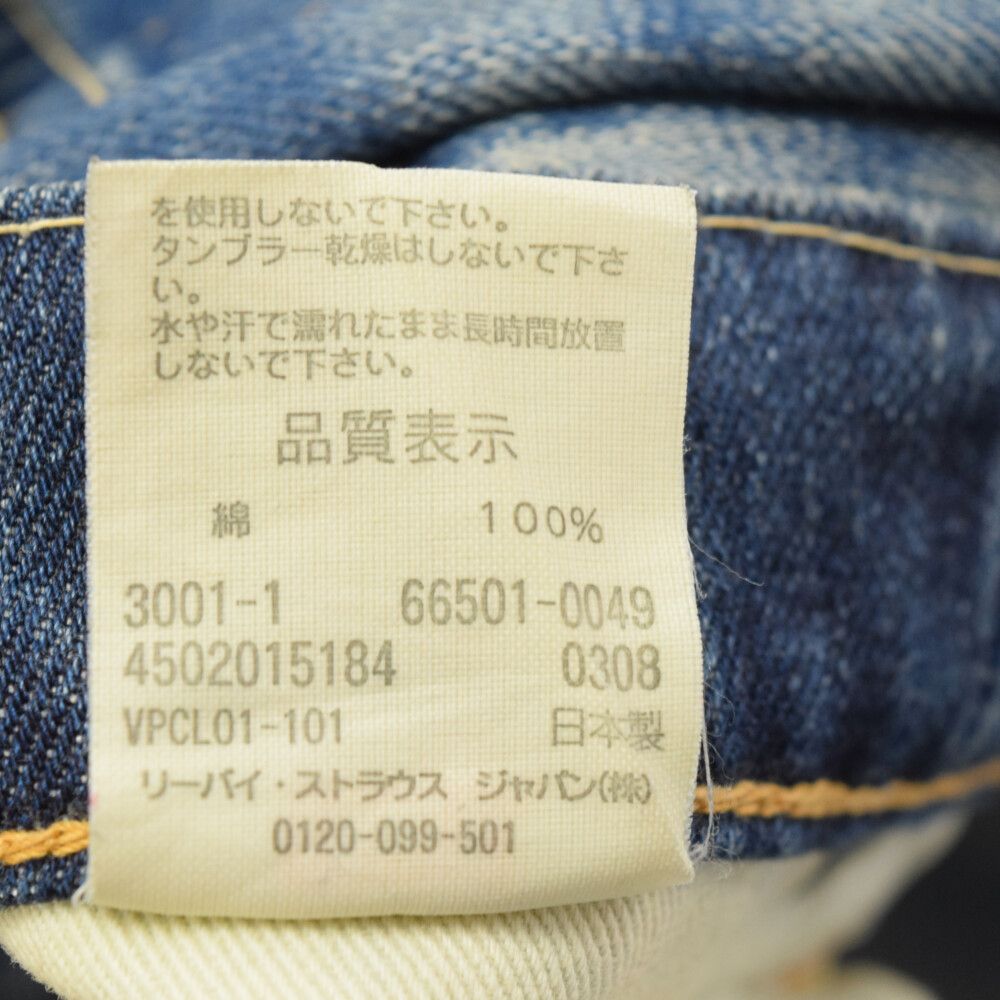 を使用しないで下さい。
タンブラー乾燥はしないで下さ
い。
水や汗で濡れたまま長時間放置
しないで下さい。
品質表示
綿 100%
3001-1 66501-0049
4502015184 0308
VPCL01-101 日本製
リーバイ・ストラウス ジャパン(株)
0120-099-501